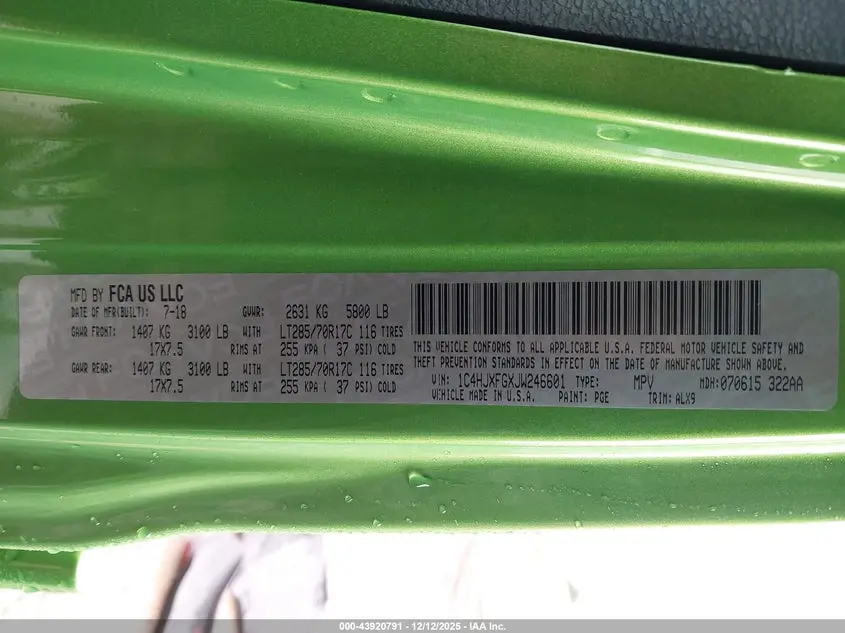 MFD BY FCA US LLC
DATE OF MFR(BUILT): 7-18 GVWR: 2631 KG 5800 LB
GAWR FRONT: 1407 KG 3100 LB WITH LT285/70R17C 116 TIRES
17X7.5 RIMS AT 255 KPA ( 37 PSI) COLD
GAWR REAR: 1407 KG 3100 LB WITH LT285/70R17C 116 TIRES
17X7.5 RIMS AT 255 KPA ( 37 PSI) COLD
THIS VEHICLE CONFORMS TO ALL APPLICABLE U.S.A. FEDERAL MOTOR VEHICLE SAFETY AND
THEFT PREVENTION STANDARDS IN EFFECT ON THE DATE OF MANUFACTURE SHOWN ABOVE.
VIN: 1C4HJXFGXJW246601 TYPE: MPV MDH: 070615 322AA
VEHICLE MADE IN U.S.A. PAINT: PGE TRIM: ALX9
000-43920791 - 12/12/2025 - IAA Inc.